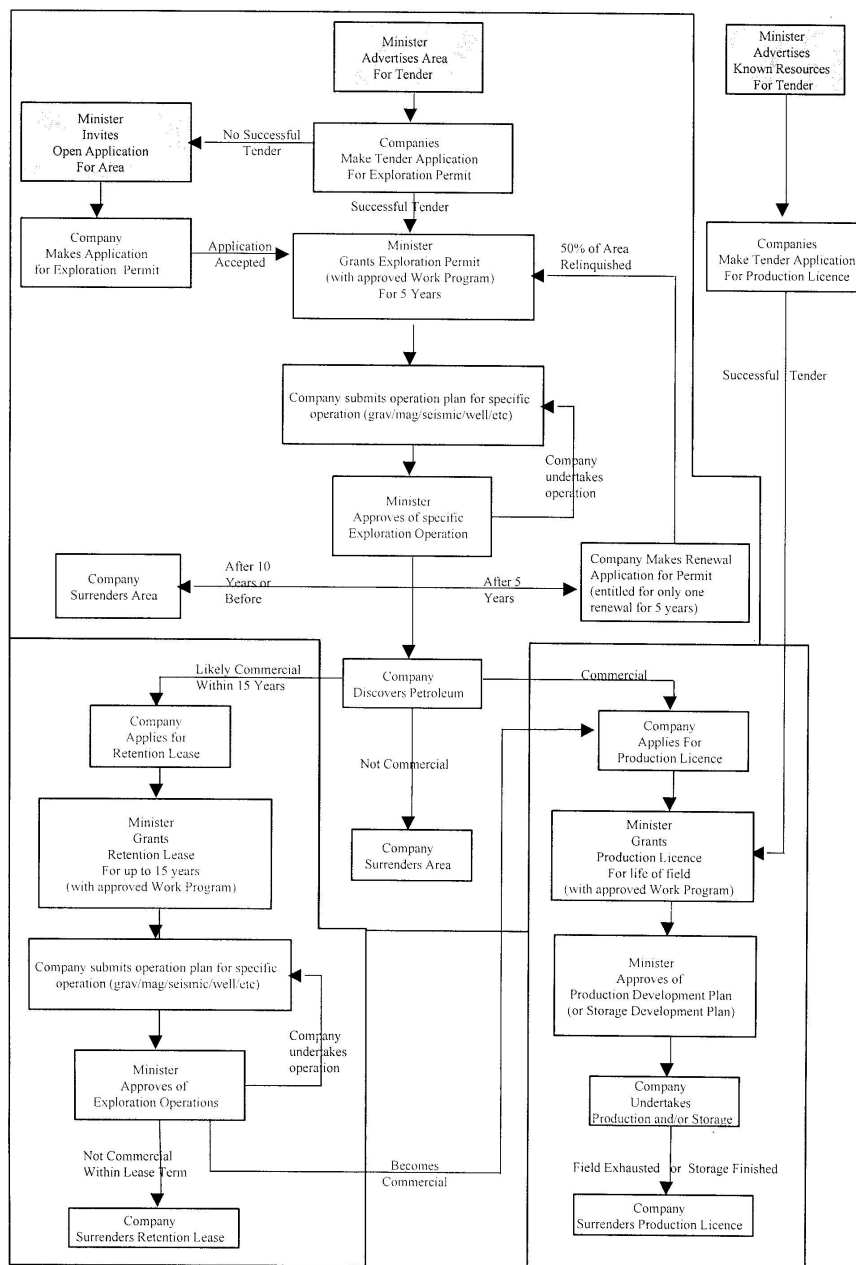 Minister
Advertises Area
For Tender
Minister
Advertises
Known Resources
For Tender
Minister
Invites
Open Application
For Area
No Successful
Tender
Companies
Make Tender Application
For Exploration Permit
Successful Tender
Company
Makes Application
for Exploration Permit
Application
Accepted
Minister
Grants Exploration Permit
(with approved Work Program)
For 5 Years
50% of Area
Relinquished
Companies
Make Tender Application
For Production Licence
Successful Tender
Company submits operation plan for specific
operation (grav/mag/seismic/well/etc)
Company
undertakes
operation
Minister
Approves of specific
Exploration Operation
Company
Surrenders Area
After 10
Years or
Before
After 5
Years
Company Makes Renewal
Application for Permit
(entitled for only one
renewal for 5 years)
Likely Commercial
Within 15 Years
Company
Discovers Petroleum
Commercial
Company
Applies for
Retention Lease
Not Commercial
Company
Applies For
Production Licence
Minister
Grants
Retention Lease
For up to 15 years
(with approved Work Program)
Company
Surrenders Area
Minister
Grants
Production Licence
For life of field
(with approved Work Program)
Company submits operation plan for specific
operation (grav/mag/seismic/well/etc)
Company
undertakes
operation
Minister
Approves of
Production Development Plan
(or Storage Development Plan)
Minister
Approves of
Exploration Operations
Company
Undertakes
Production and/or Storage
Not Commercial
Within Lease Term
Becomes
Commercial
Field Exhausted or Storage Finished
Company
Surrenders Retention Lease
Company
Surrenders Production Licence